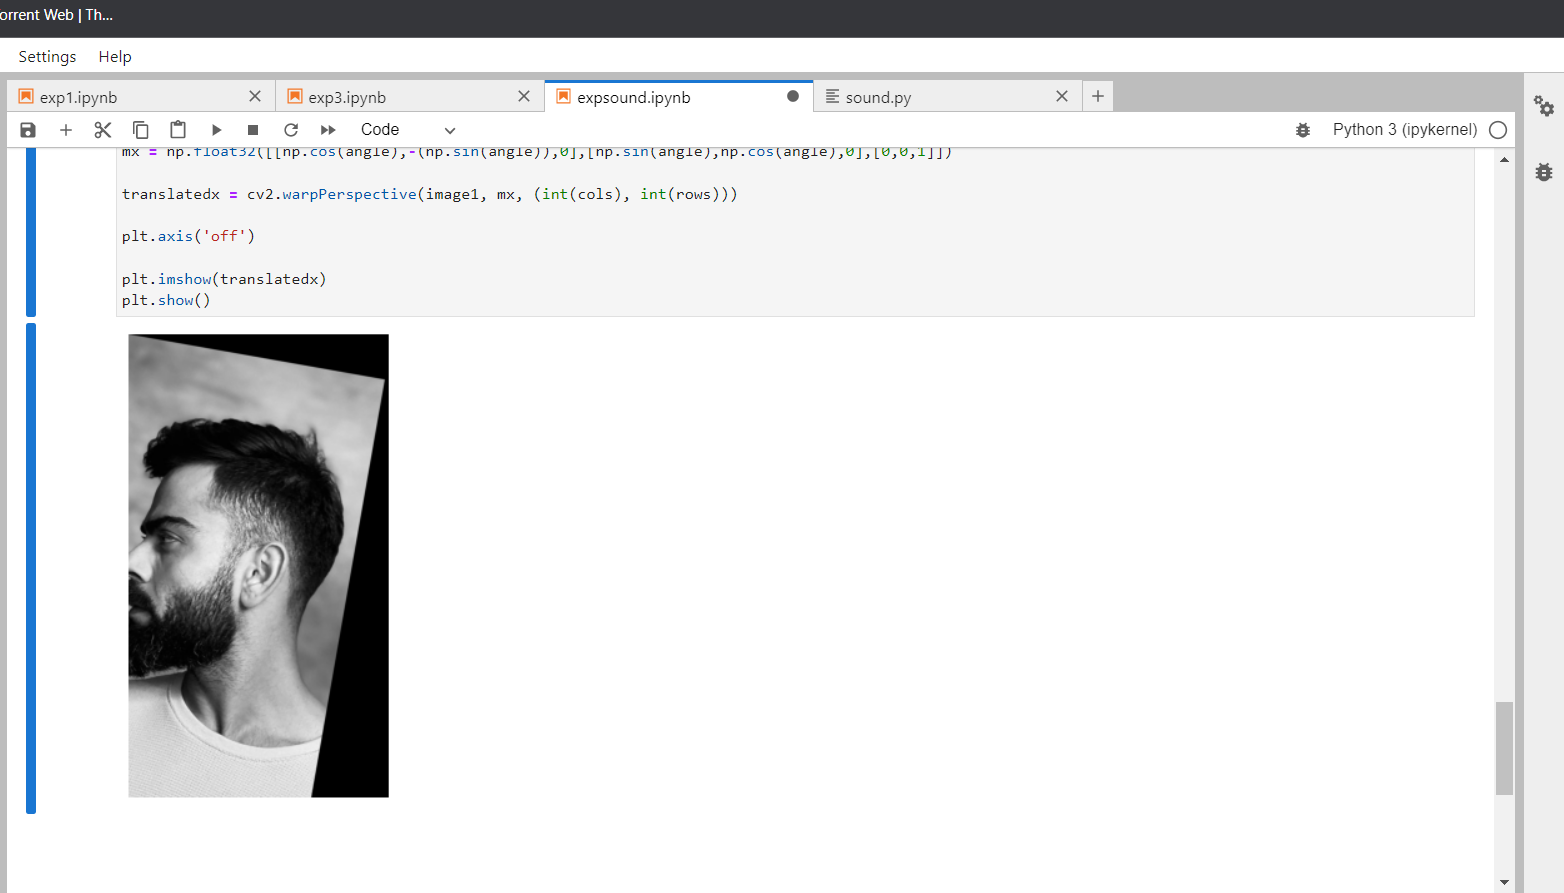 orrent Web | Th...
Settings Help
exp1.ipynb exp3.ipynb expsound.ipynb sound.py
Code Python 3 (ipykernel)
mx = np.float32([[np.cos(angle),-(np.sin(angle)),0],[np.sin(angle),np.cos(angle),0],[0,0,1]])
translatedx = cv2.warpPerspective(image1, mx, (int(cols), int(rows)))
plt.axis('off')
plt.imshow(translatedx)
plt.show()